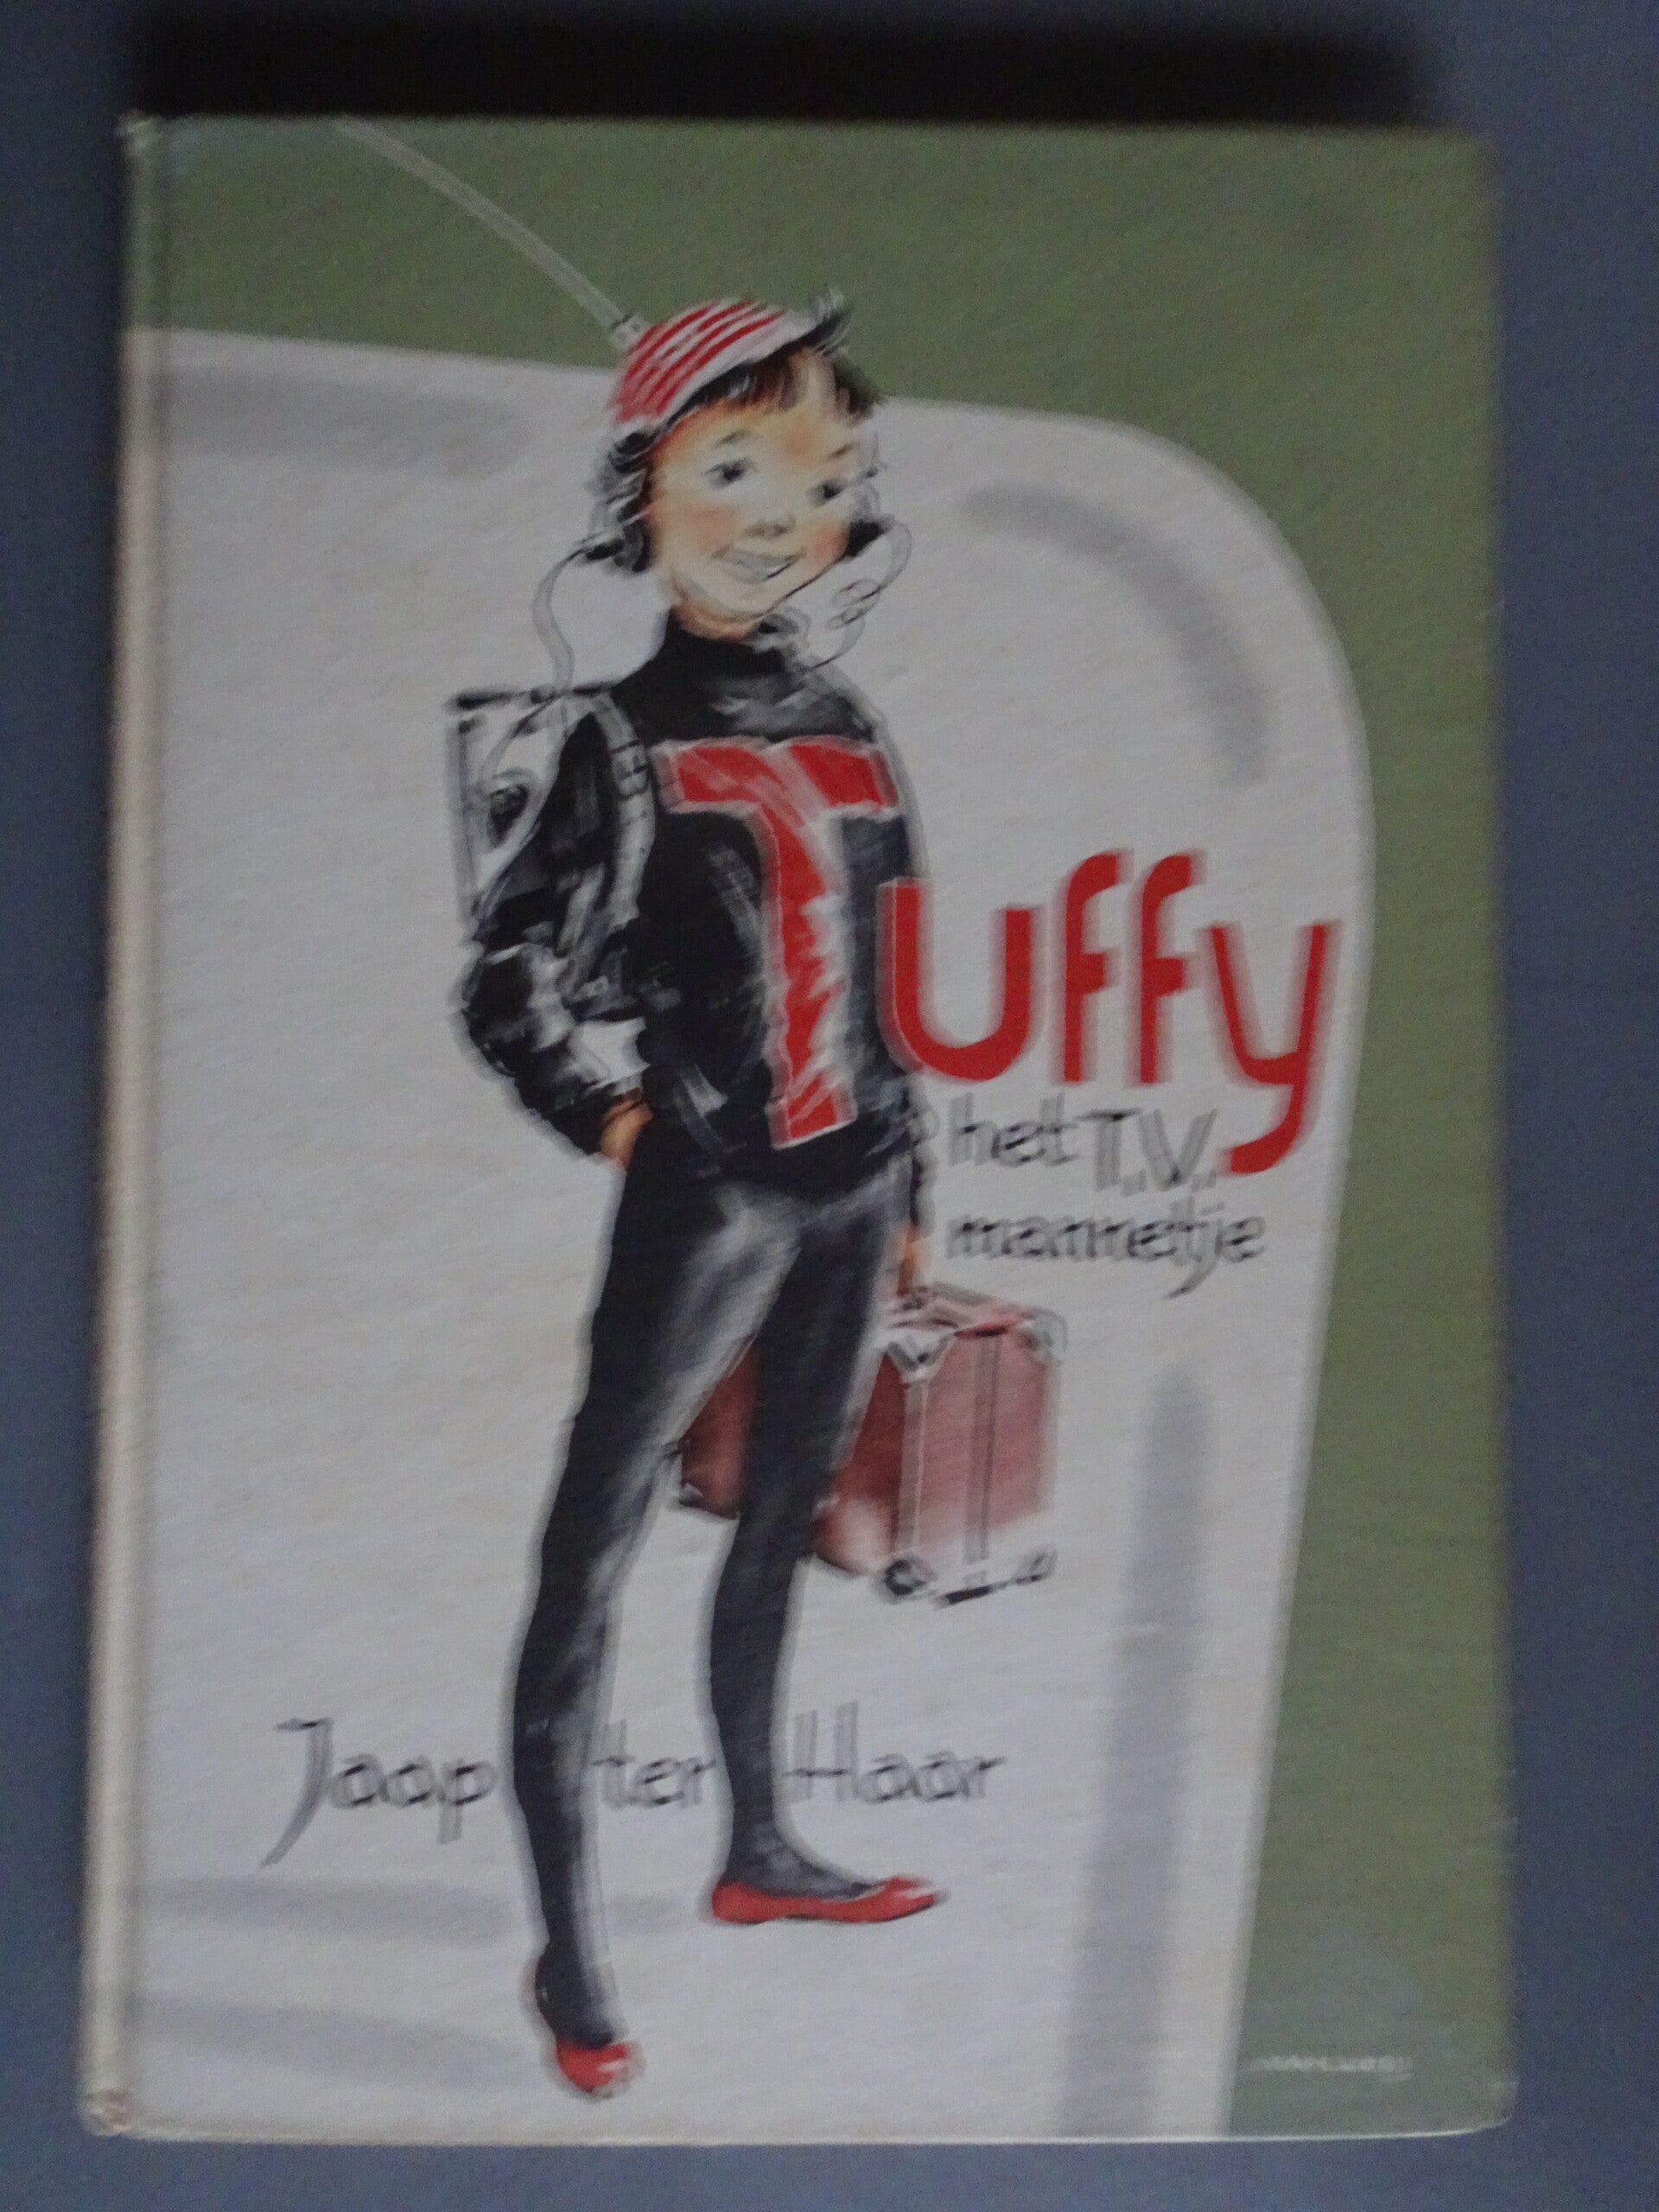 Tuffy
het T.V.
mannetje
Jaap ter Haar